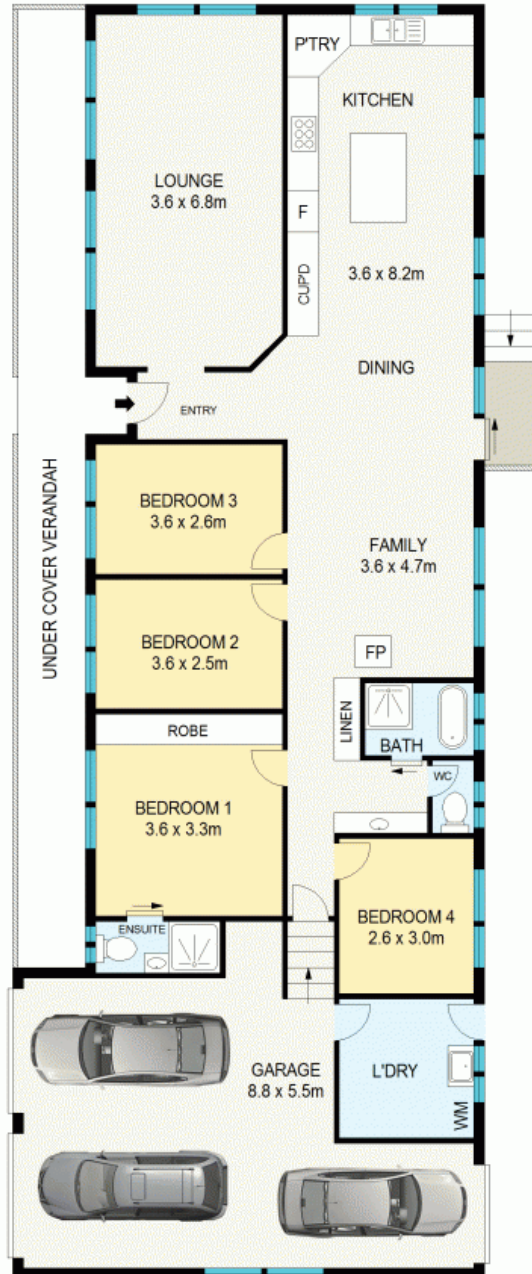 P'TRY
KITCHEN
LOUNGE
3.6 x 6.8m
F
CUP'D
3.6 x 8.2m
DINING
ENTRY
UNDER COVER VERANDAH
BEDROOM 3
3.6 x 2.6m
FAMILY
3.6 x 4.7m
BEDROOM 2
3.6 x 2.5m
FP
LINEN
ROBE
BATH
WC
BEDROOM 1
3.6 x 3.3m
ENSUITE
BEDROOM 4
2.6 x 3.0m
GARAGE
8.8 x 5.5m
L'DRY
WM